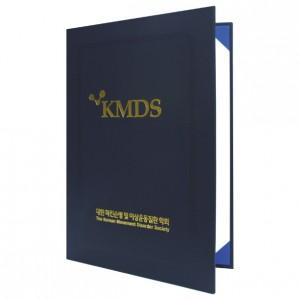 KMDS
대한 파킨슨병 및 이상운동질환 학회
The Korean Movement Disorder Society